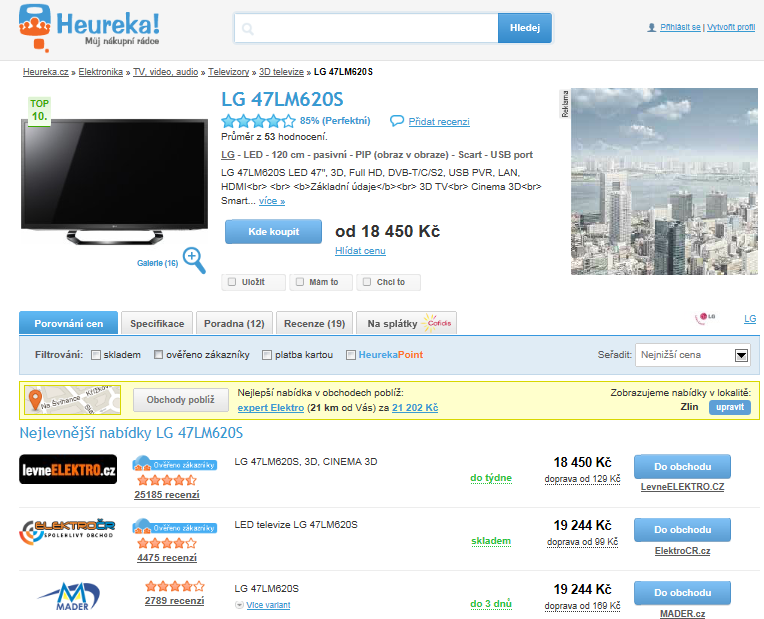 Heureka!
Můj nákupní rádce
Hledej
Přihlásit se | Vytvořit profil
Heureka.cz » Elektronika » TV, video, audio » Televizory » 3D televize » LG 47LM620S
TOP
10.
LG 47LM620S
85% (Perfektní)
Přidat recenzi
Průměr z 53 hodnocení.
LG - LED - 120 cm - pasivní - PIP (obraz v obraze) - Scart - USB port
LG 47LM620S LED 47", 3D, Full HD, DVB-T/C/S2, USB PVR, LAN,
HDMI<br> <br> <b>Základní údaje</b><br> 3D TV<br> Cinema 3D<br>
Smart... více »
Kde koupit
od 18 450 Kč
Hlídat cenu
Galerie (16)
Uložit
Mám to
Chci to
Reklama
Porovnání cen
Specifikace
Poradna (12)
Recenze (19)
Na splátky
Cofidis
LG
LG
Filtrování:
skladem
ověřeno zákazníky
platba kartou
HeurekaPoint
Seřadit:
Nejnižší cena
Na Švihance
Křížko
Obchody poblíž
Nejlepší nabídka v obchodech poblíž:
expert Elektro (21 km od Vás) za 21 202 Kč
Zobrazujeme nabídky v lokalitě:
Zlín
upravit
Nejlevnější nabídky LG 47LM620S
levneELEKTRO.cz
Ověřeno zákazníky
25185 recenzí
LG 47LM620S, 3D, CINEMA 3D
do týdne
18 450 Kč
doprava od 129 Kč
Do obchodu
LevneELEKTRO.CZ
ELEKTROČR
SPOLEHLIVÝ OBCHOD
Ověřeno zákazníky
4475 recenzí
LED televize LG 47LM620S
skladem
19 244 Kč
doprava od 99 Kč
Do obchodu
ElektroCR.cz
MADER
2789 recenzí
LG 47LM620S
Více variant
do 3 dnů
19 244 Kč
doprava od 169 Kč
Do obchodu
MADER.cz